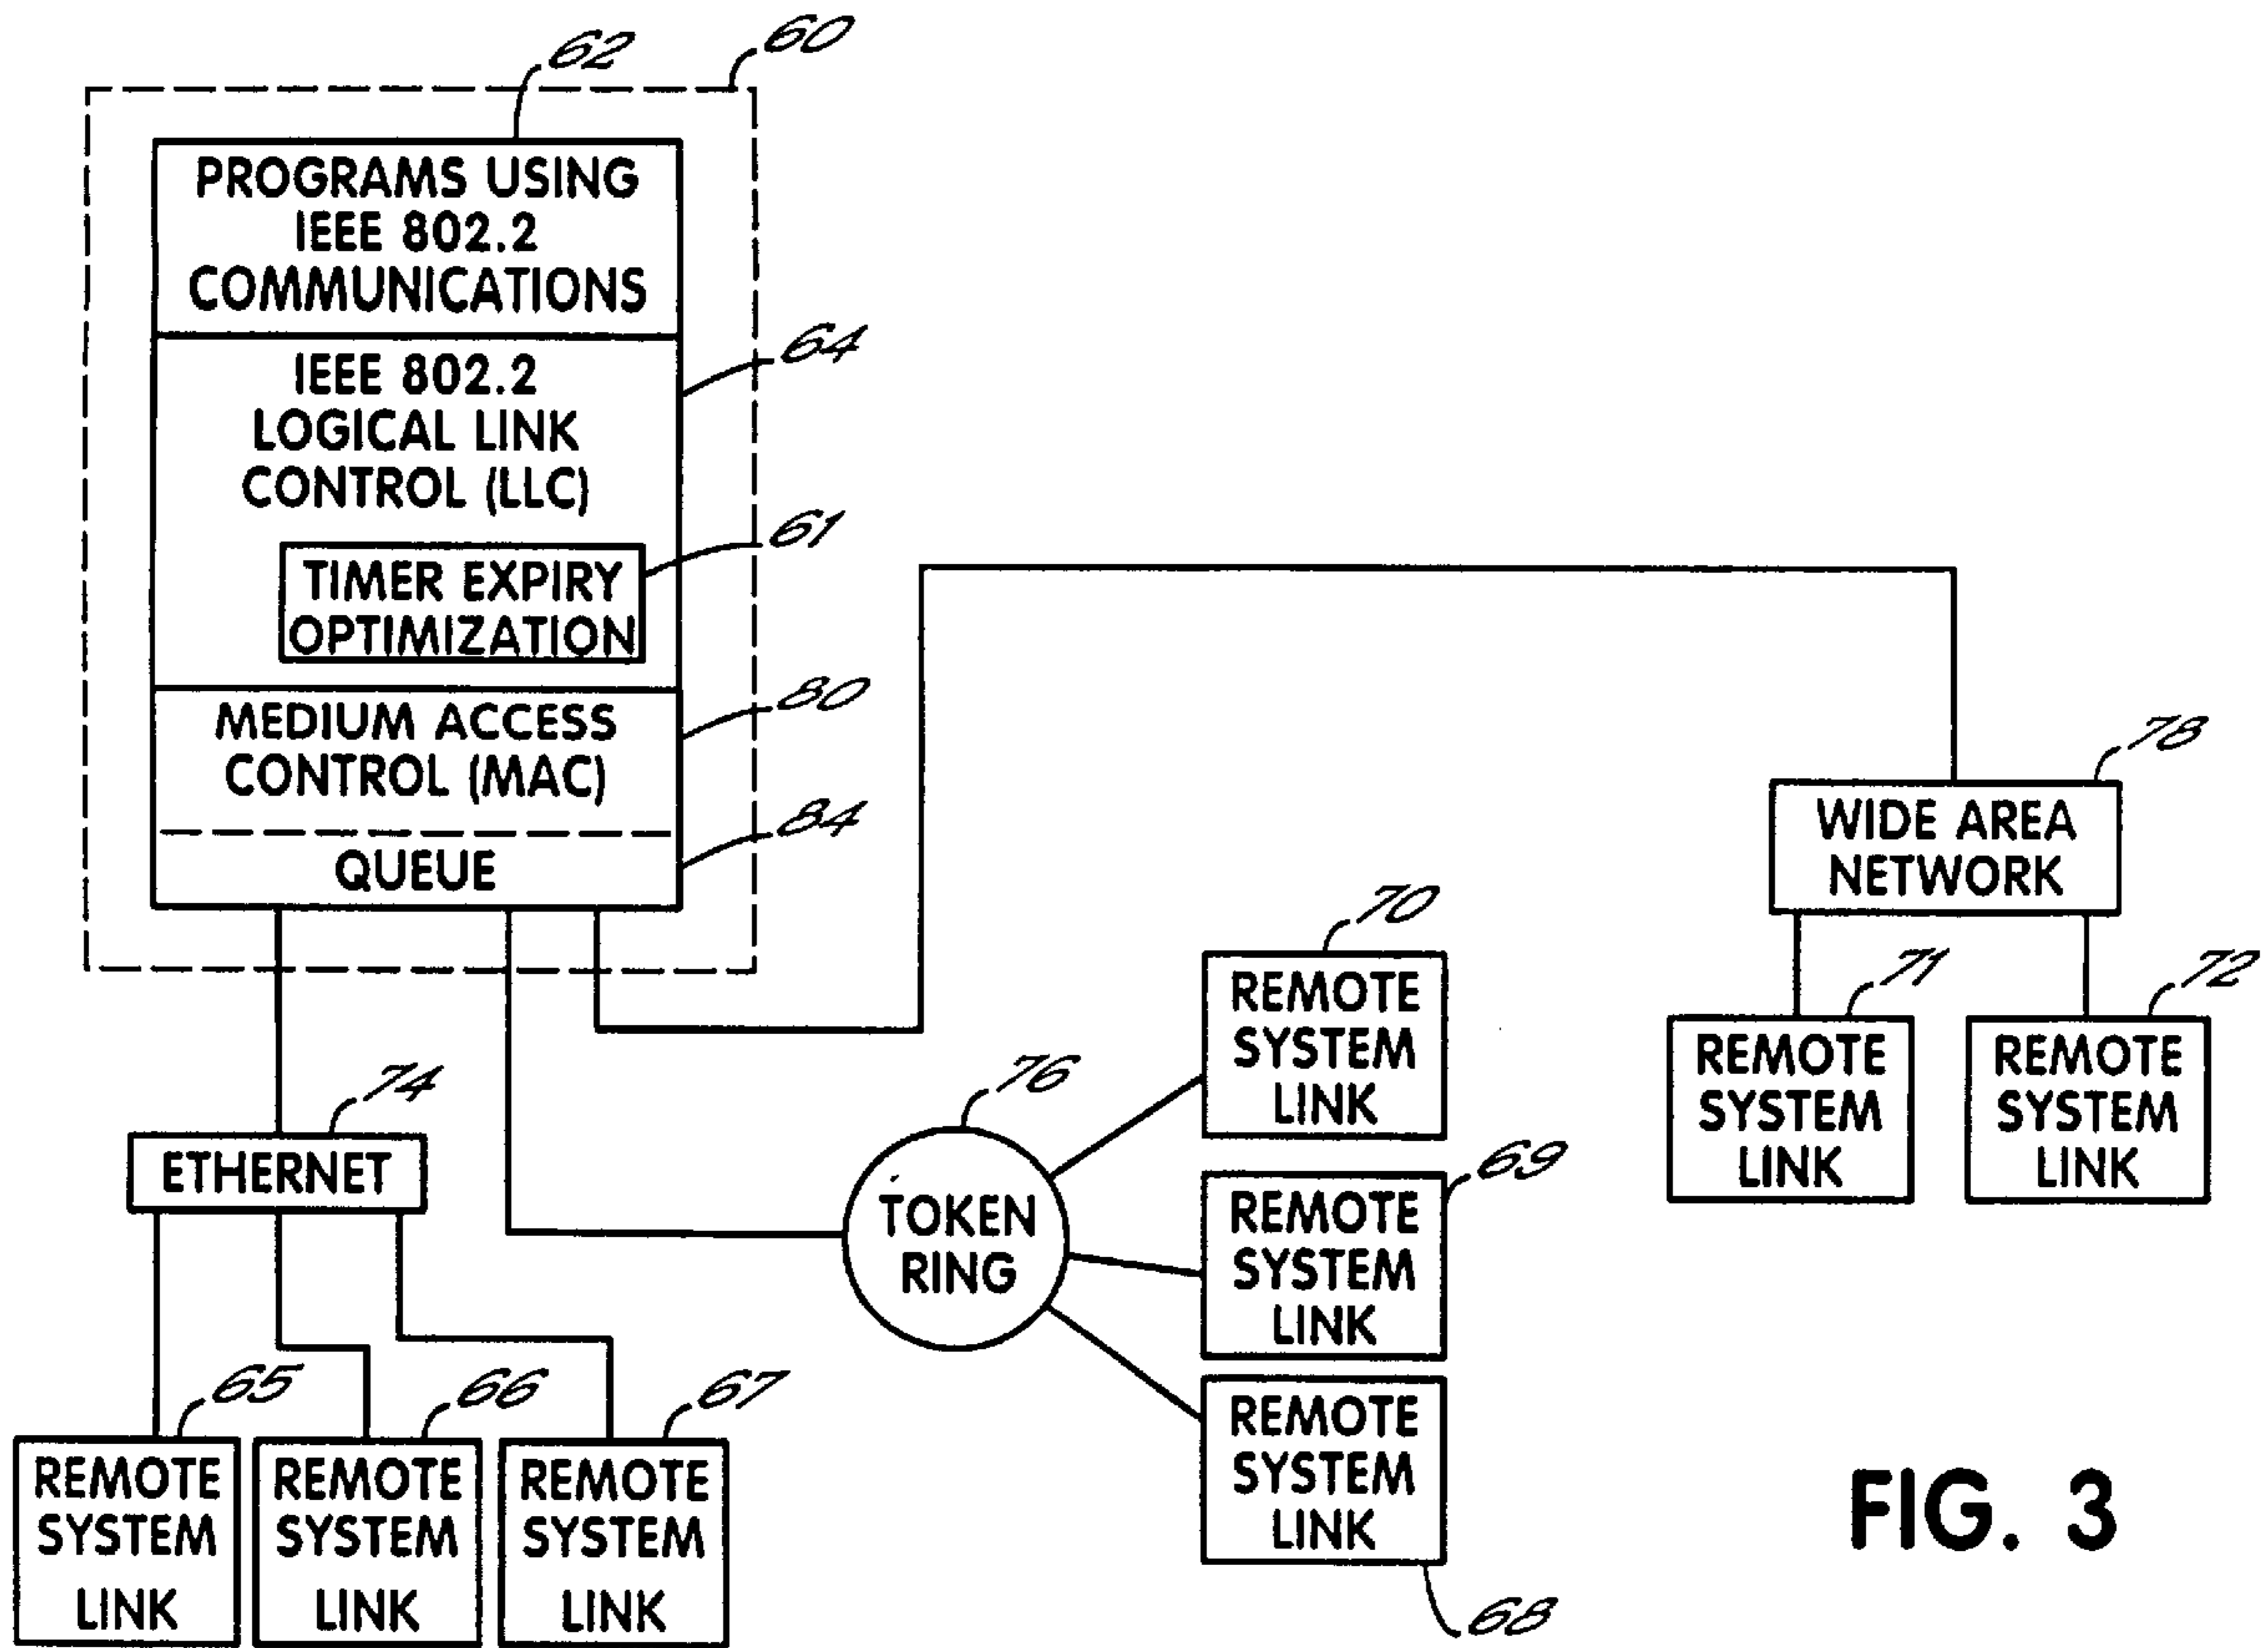 60
62
PROGRAMS USING
IEEE 802.2
COMMUNICATIONS
64
IEEE 802.2
LOGICAL LINK
CONTROL (LLC)
61
TIMER EXPIRY
OPTIMIZATION
80
MEDIUM ACCESS
CONTROL (MAC)
84
QUEUE
78
WIDE AREA
NETWORK
70
REMOTE
SYSTEM
LINK
71
REMOTE
SYSTEM
LINK
72
REMOTE
SYSTEM
LINK
74
ETHERNET
76
TOKEN
RING
69
REMOTE
SYSTEM
LINK
65
REMOTE
SYSTEM
LINK
66
REMOTE
SYSTEM
LINK
67
REMOTE
SYSTEM
LINK
REMOTE
SYSTEM
LINK
68
FIG. 3